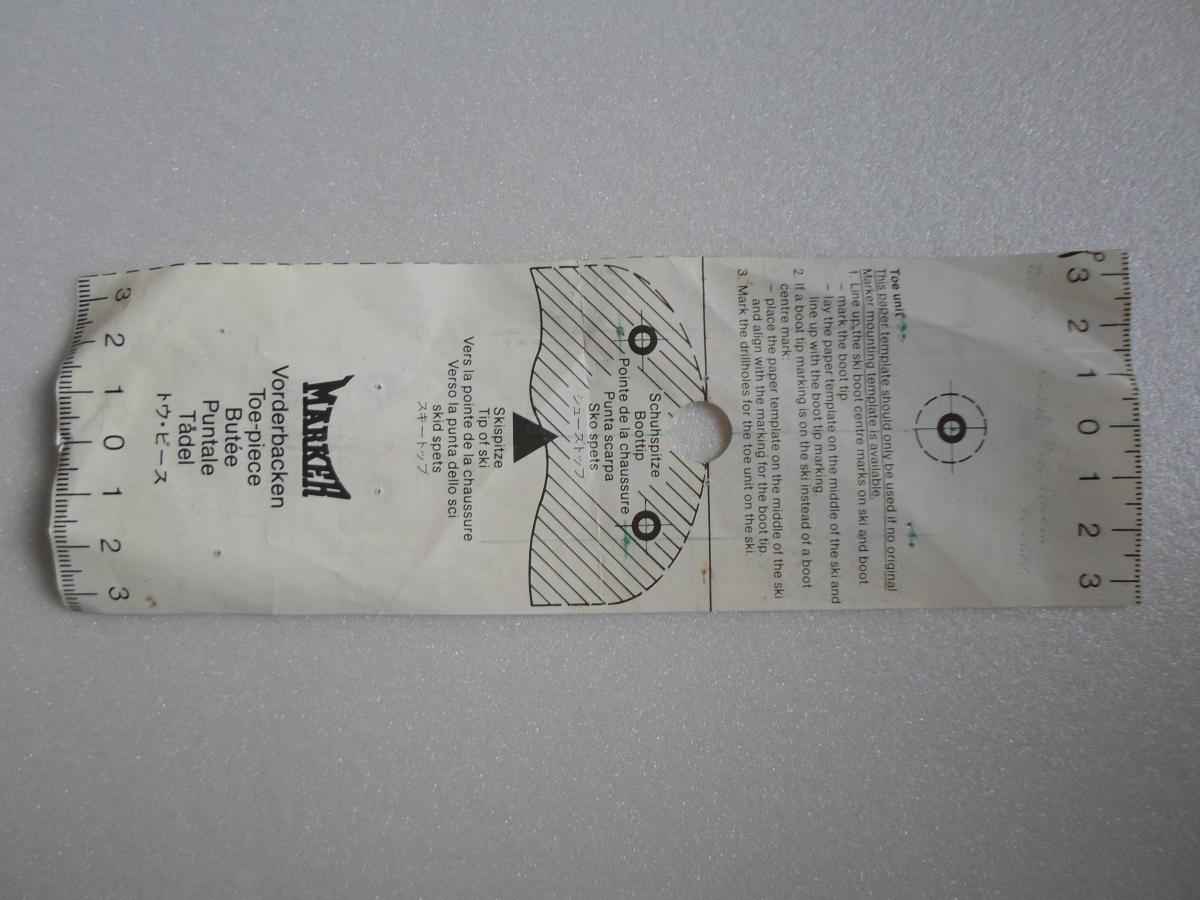 3 2 1 0 1 2 3
Toe unit
This paper template should only be used if no original
Marker mounting template is available.
1. Line up the ski boot centre marks on ski and boot.
– mark the boot tip.
– lay the paper template on the middle of the ski and
line up with the boot tip marking.
2. If a boot tip marking is on the ski instead of a boot
centre mark:
– place the paper template on the middle of the ski
and align with the marking for the boot tip.
3. Mark the drillholes for the toe unit on the ski.
Schuhspitze
Boottip
Pointe de la chaussure
Punta scarpa
Sko spets
シューズトップ
Skispitze
Tip of ski
Vers la pointe de la chaussure
Verso la punta dello sci
skid spets
スキートップ
MARKER
Vorderbacken
Toe-piece
Butée
Puntale
Tådel
トウ・ピース
3 2 1 0 1 2 3